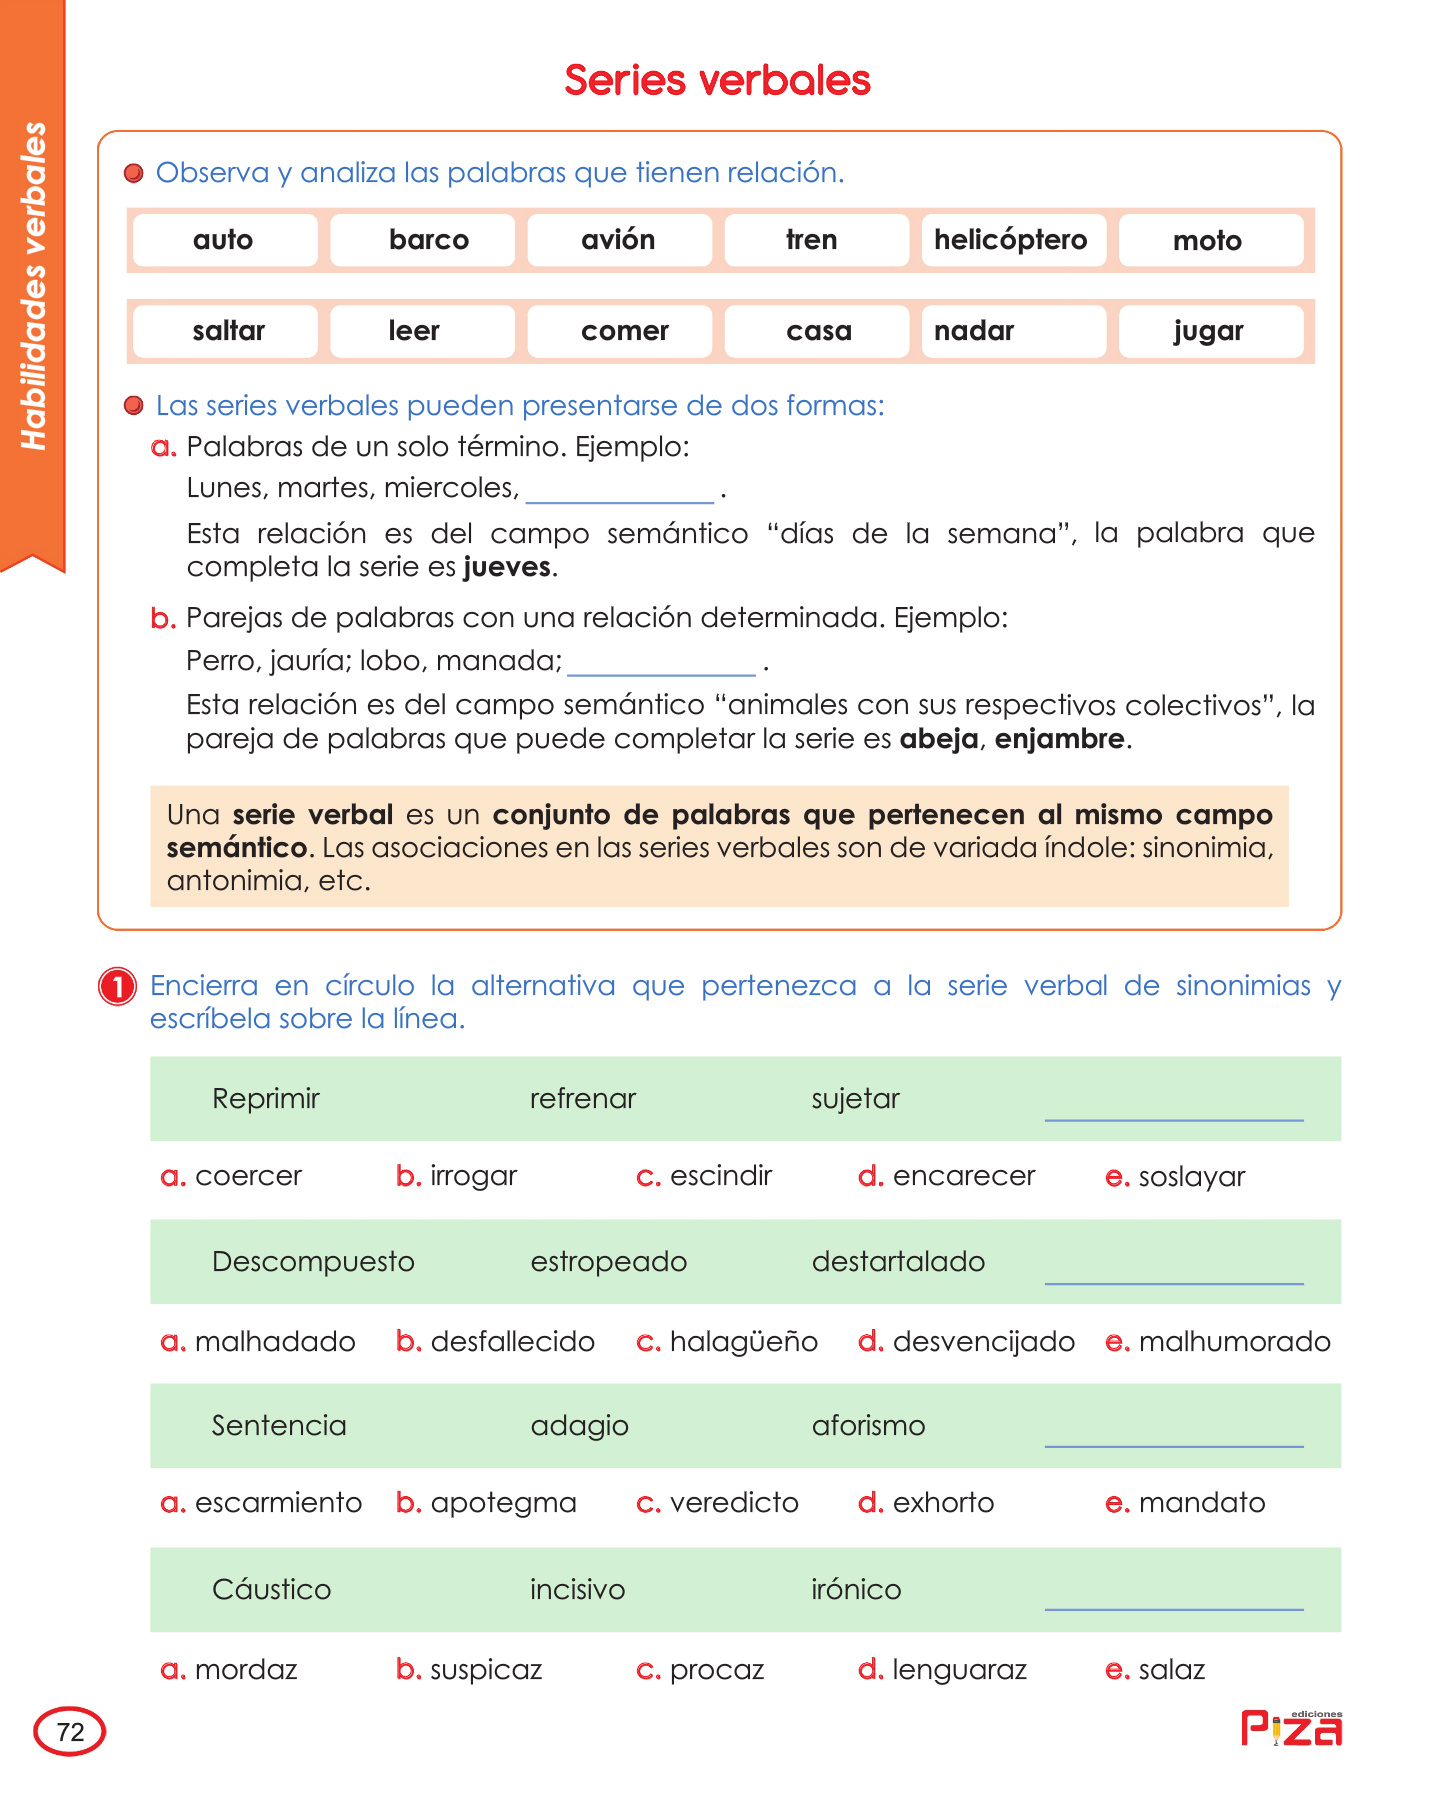 Habilidades verbales
Series verbales
Observa y analiza las palabras que tienen relación.
auto barco avión tren helicóptero moto
saltar leer comer casa nadar jugar
Las series verbales pueden presentarse de dos formas:
a. Palabras de un solo término. Ejemplo:
Lunes, martes, miercoles, ____________ .
Esta relación es del campo semántico “días de la semana”, la palabra que
completa la serie es jueves.
b. Parejas de palabras con una relación determinada. Ejemplo:
Perro, jauría; lobo, manada; ____________ .
Esta relación es del campo semántico “animales con sus respectivos colectivos”, la
pareja de palabras que puede completar la serie es abeja, enjambre.
Una serie verbal es un conjunto de palabras que pertenecen al mismo campo
semántico. Las asociaciones en las series verbales son de variada índole: sinonimia,
antonimia, etc.
1 Encierra en círculo la alternativa que pertenezca a la serie verbal de sinonimias y
escríbela sobre la línea.
Reprimir refrenar sujetar ________________
a. coercer b. irrogar c. escindir d. encarecer e. soslayar
Descompuesto estropeado destartalado ________________
a. malhadado b. desfallecido c. halagüeño d. desvencijado e. malhumorado
Sentencia adagio aforismo ________________
a. escarmiento b. apotegma c. veredicto d. exhorto e. mandato
Cáustico incisivo irónico ________________
a. mordaz b. suspicaz c. procaz d. lenguaraz e. salaz
72
ediciones
Piza